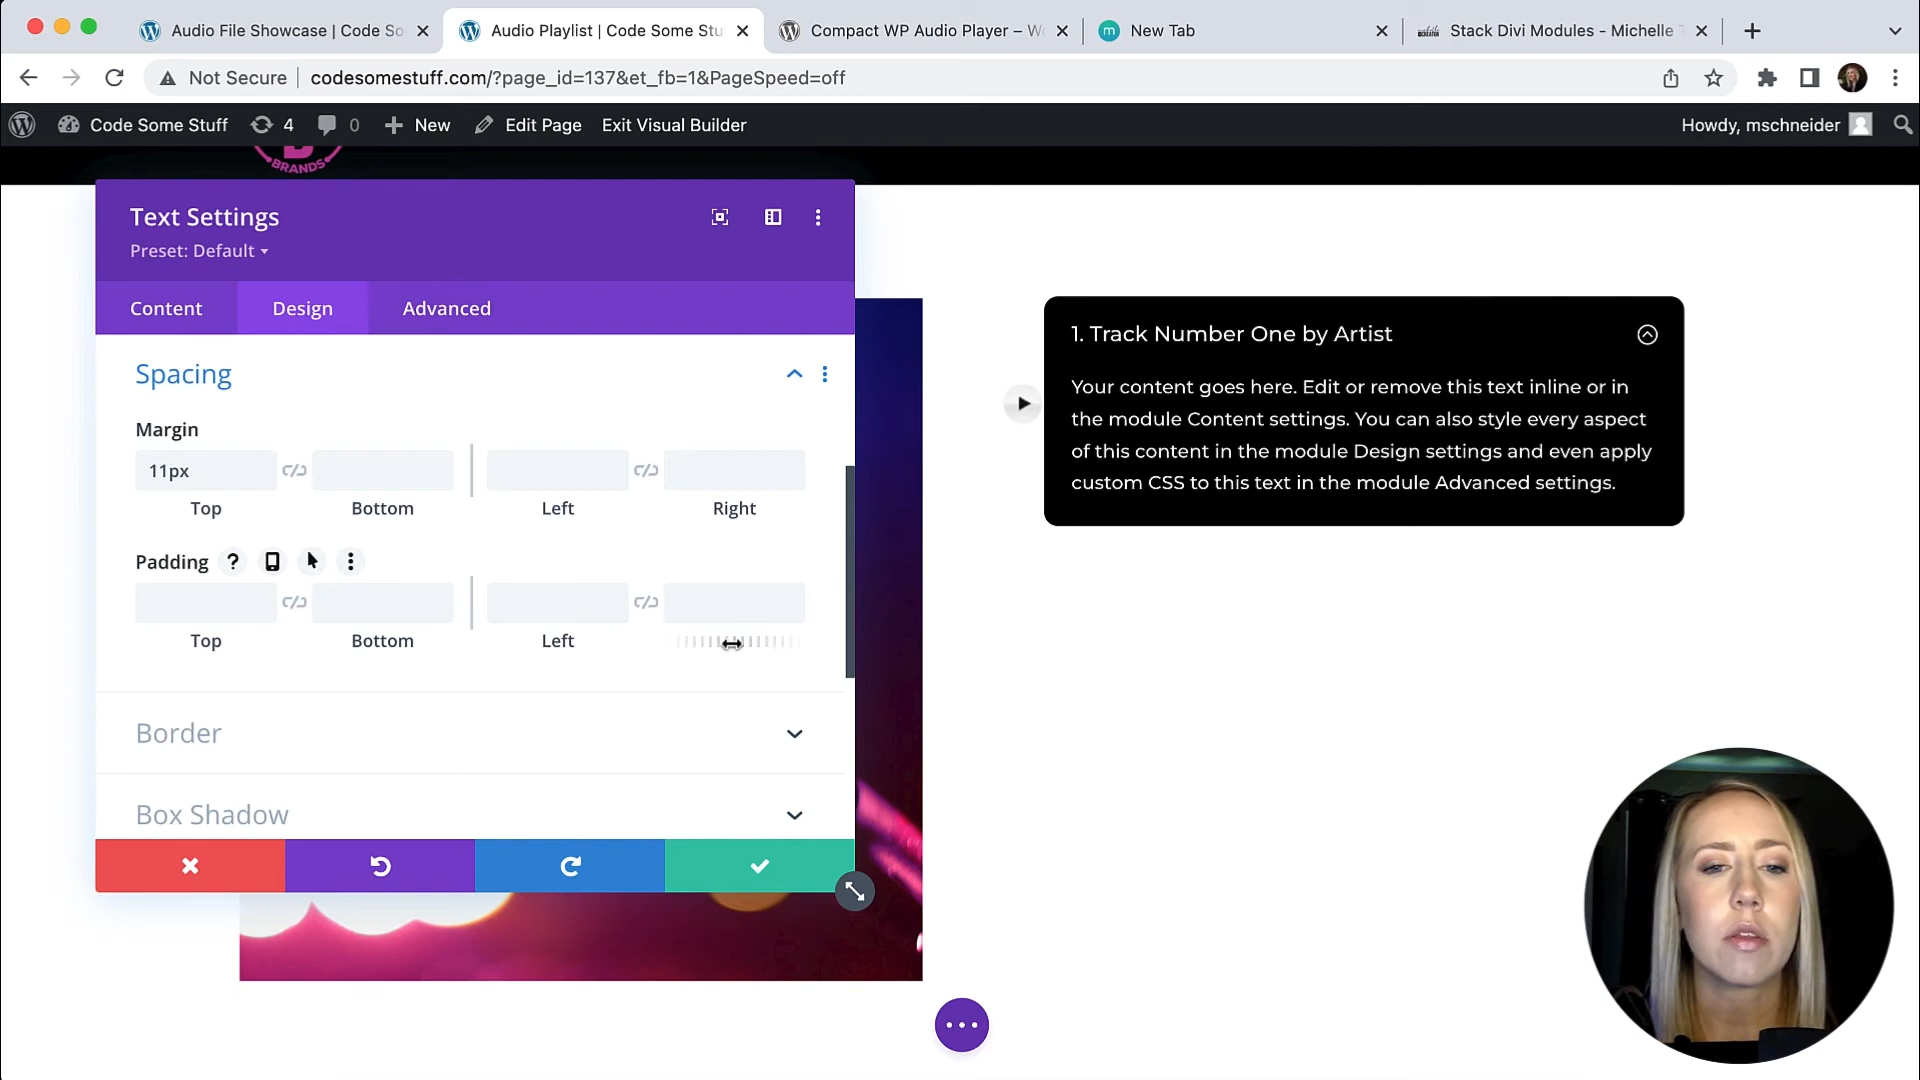 Audio File Showcase | Code So
Audio Playlist | Code Some Stu
Compact WP Audio Player – W
New Tab
Stack Divi Modules - Michelle
Not Secure
codesomestuff.com/?page_id=137&et_fb=1&PageSpeed=off
Code Some Stuff
4
0
New
Edit Page
Exit Visual Builder
Howdy, mschneider
BRANDS
Text Settings
Preset: Default
Content
Design
Advanced
Spacing
Margin
11px
Top
Bottom
Left
Right
Padding
?
Top
Bottom
Left
Border
Box Shadow
1. Track Number One by Artist
Your content goes here. Edit or remove this text inline or in
the module Content settings. You can also style every aspect
of this content in the module Design settings and even apply
custom CSS to this text in the module Advanced settings.